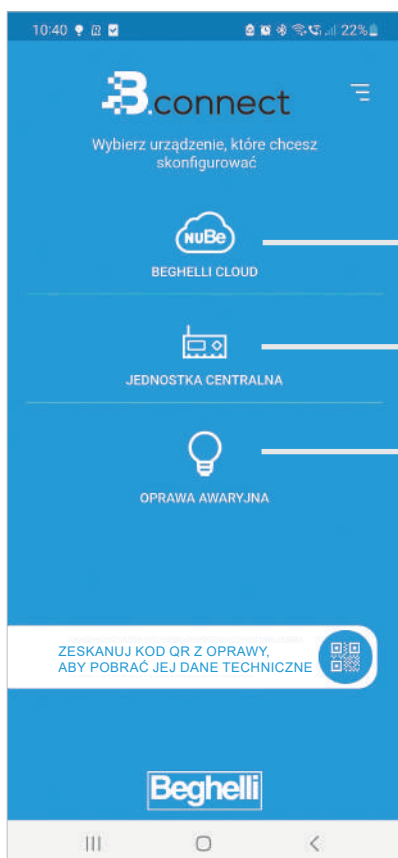 10:40
22%
B.connect
Wybierz urządzenie, które chcesz
skonfigurować
NUBe
BEGHELLI CLOUD
JEDNOSTKA CENTRALNA
OPRAWA AWARYJNA
ZESKANUJ KOD QR Z OPRAWY,
ABY POBRAĆ JEJ DANE TECHNICZNE
Beghelli